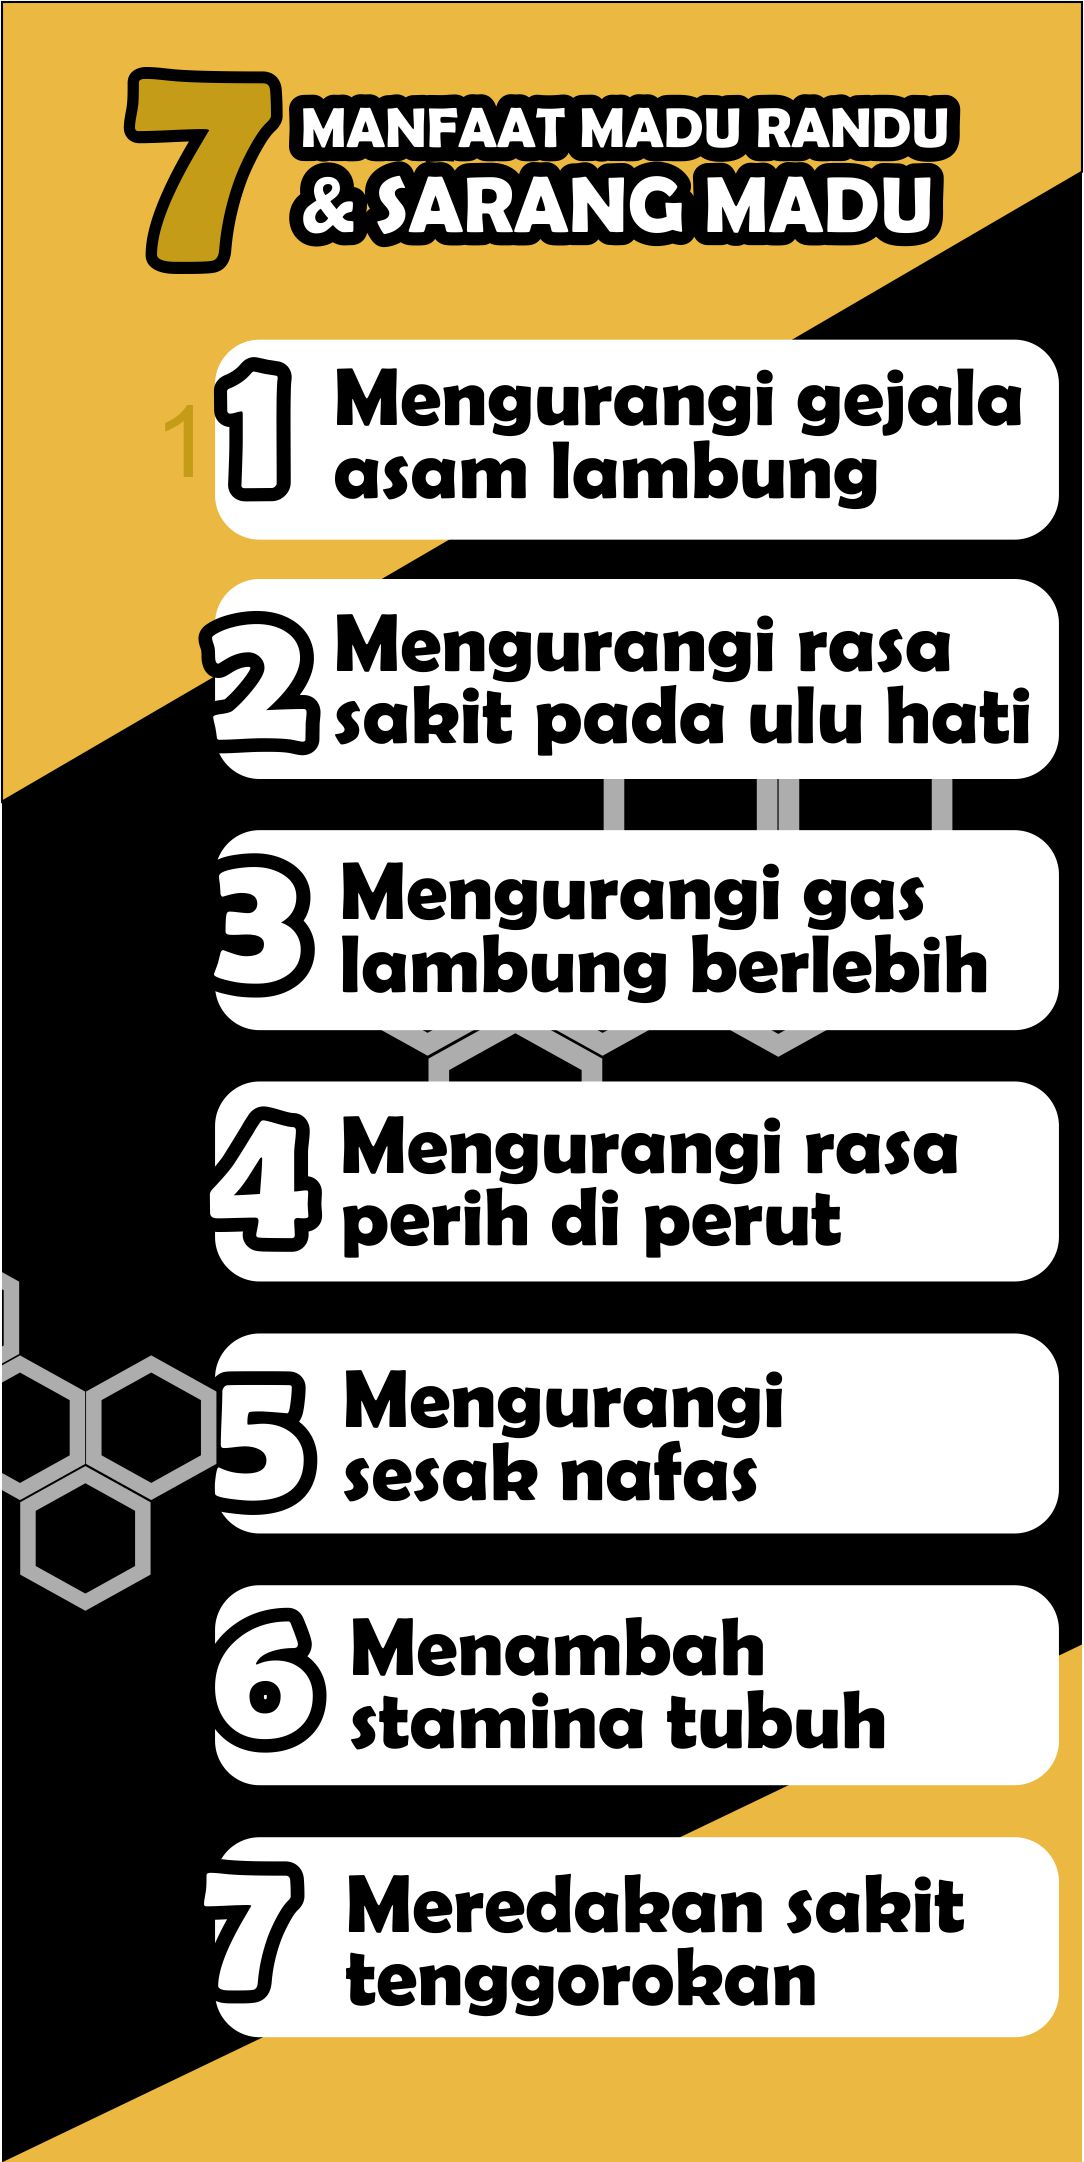 7
MANFAAT MADU RANDU
& SARANG MADU
1
1
Mengurangi gejala
asam lambung
2
Mengurangi rasa
sakit pada ulu hati
3
Mengurangi gas
lambung berlebih
4
Mengurangi rasa
perih di perut
5
Mengurangi
sesak nafas
6
Menambah
stamina tubuh
7
Meredakan sakit
tenggorokan